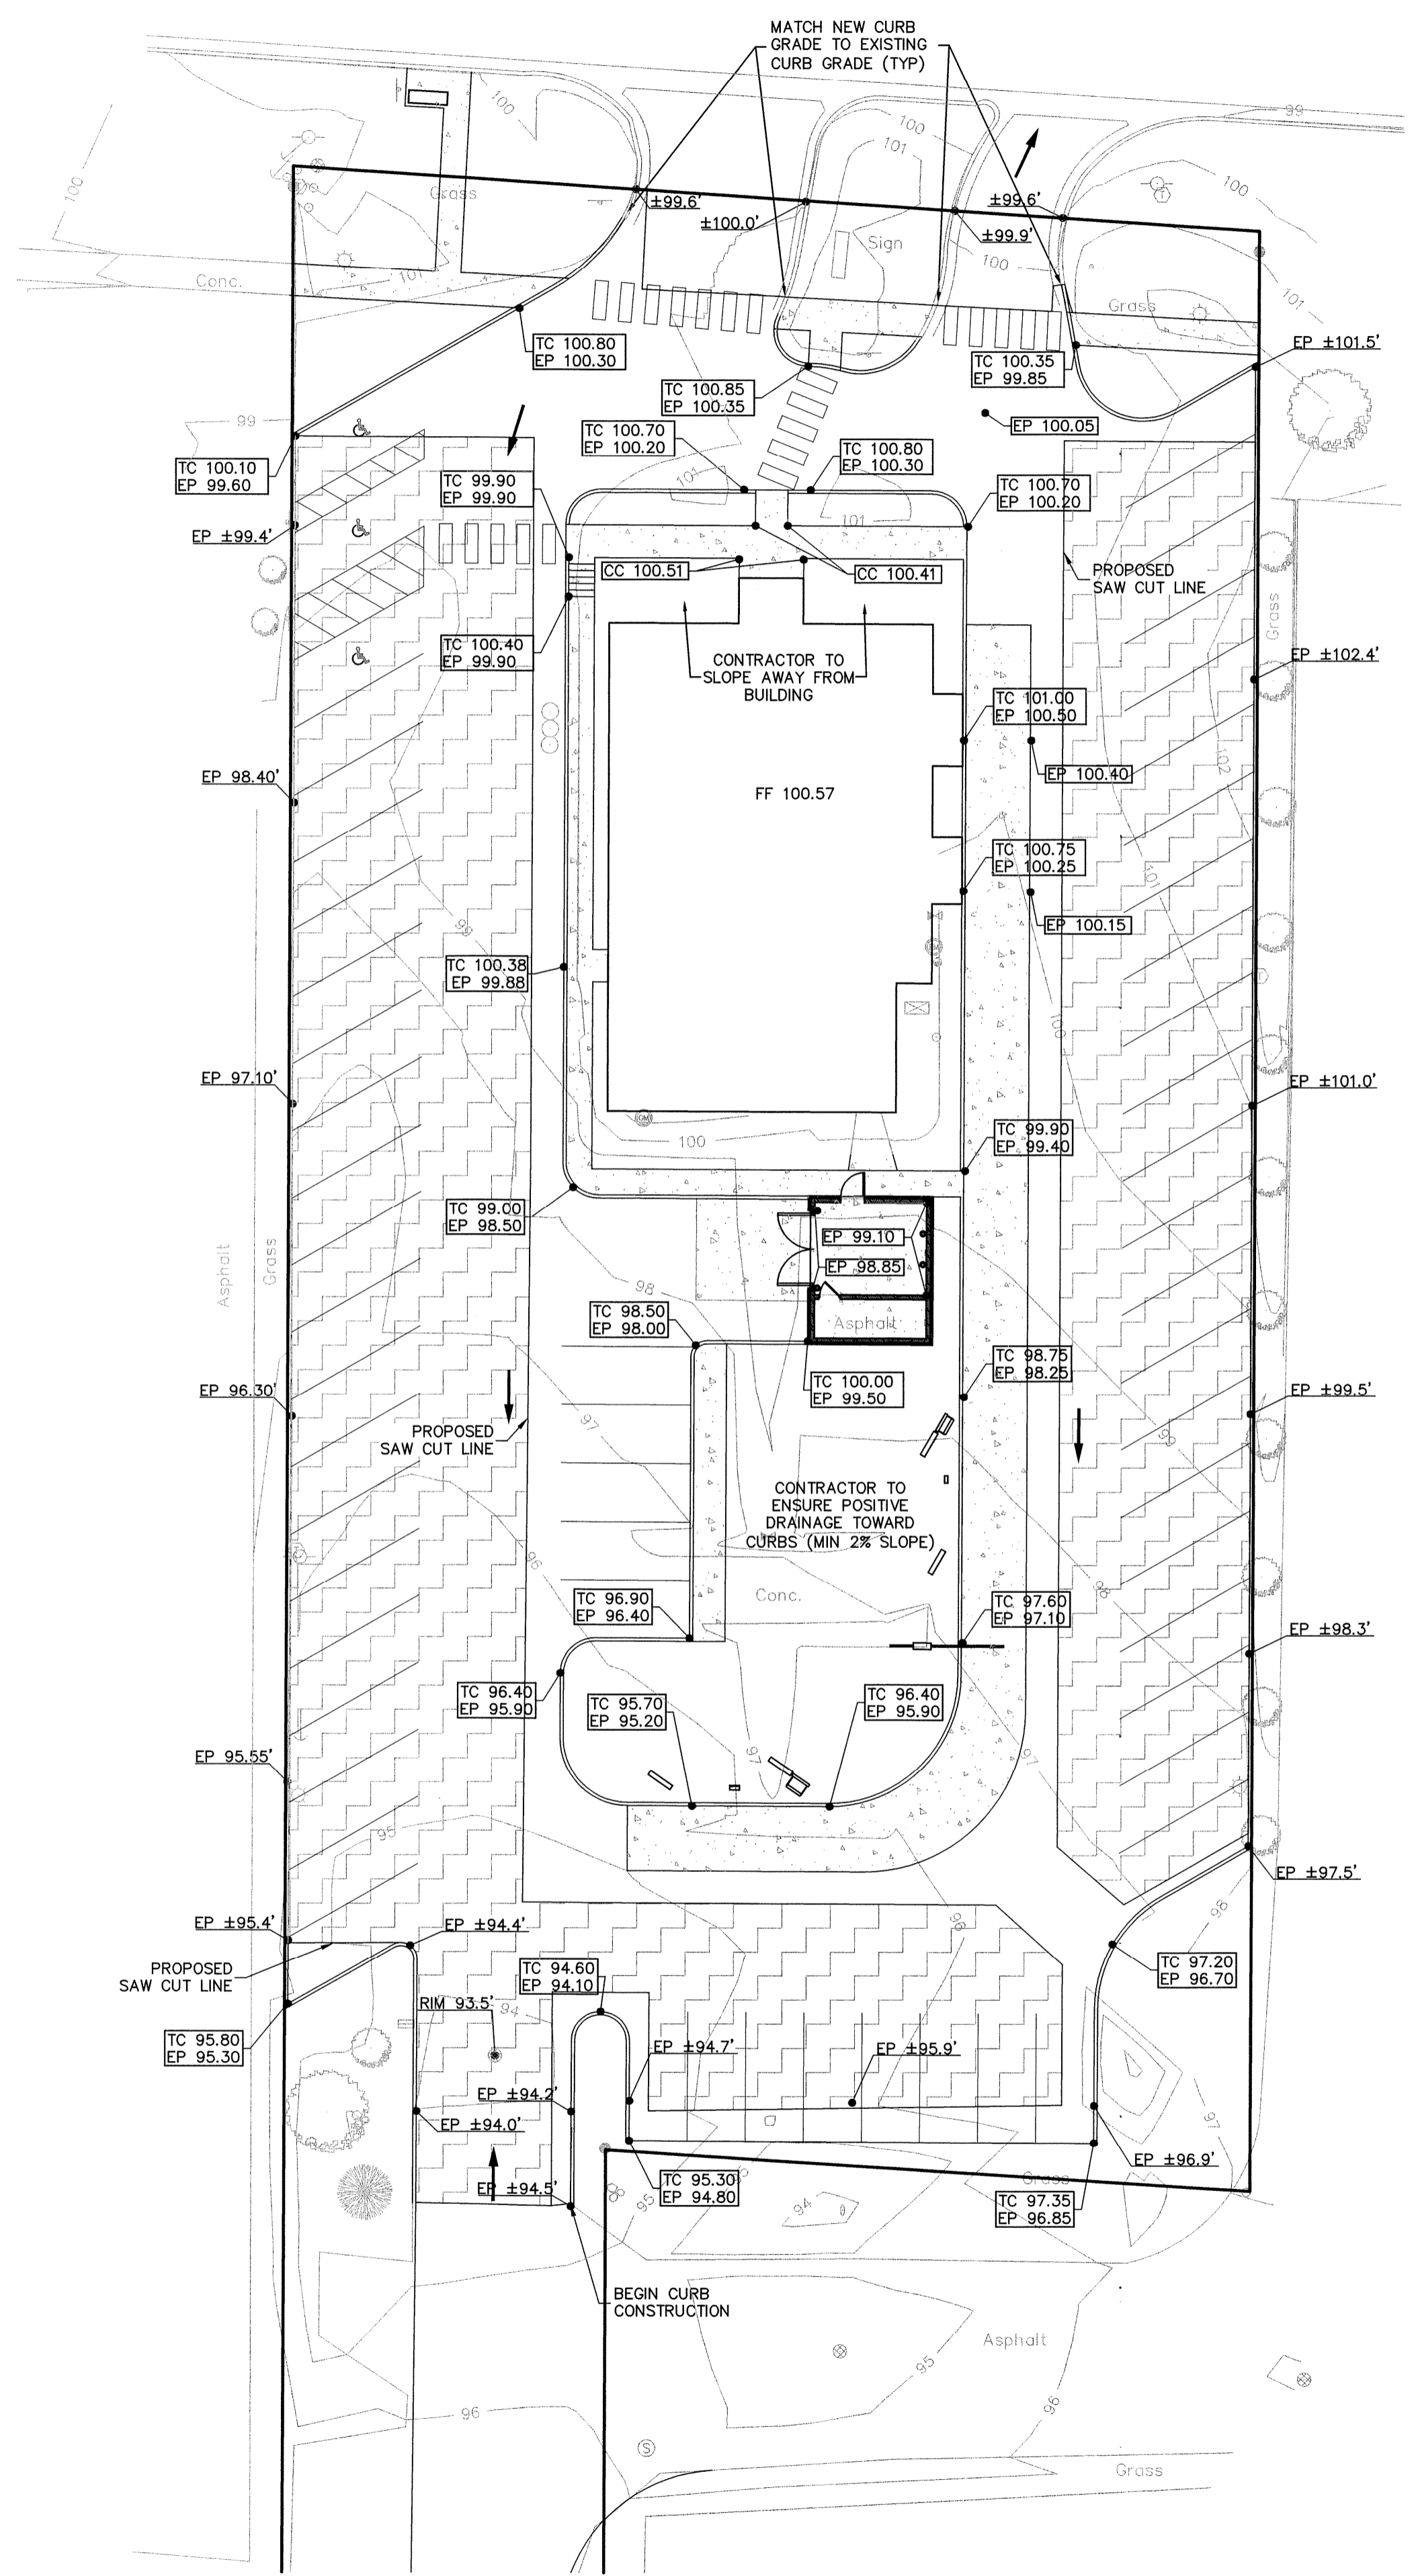 MATCH NEW CURB
GRADE TO EXISTING
CURB GRADE (TYP)
100
100
101
99
100
100
Grass
±99.6'
±100.0'
±99.6'
±99.9'
Sign
100
101
Conc.
101
Grass
TC 100.80
EP 100.30
TC 100.35
EP 99.85
EP ±101.5'
TC 100.85
EP 100.35
EP 100.05
99
TC 100.70
EP 100.20
TC 100.80
EP 100.30
TC 100.10
EP 99.60
TC 99.90
EP 99.90
101
101
TC 100.70
EP 100.20
EP ±99.4'
CC 100.51
CC 100.41
PROPOSED
SAW CUT LINE
Grass
TC 100.40
EP 99.90
CONTRACTOR TO
SLOPE AWAY FROM
BUILDING
EP ±102.4'
TC 101.00
EP 100.50
EP 98.40'
EP 100.40
102
FF 100.57
TC 100.75
EP 100.25
101
99
EP 100.15
TC 100.38
EP 99.88
100
EP 97.10'
EP ±101.0'
GM
100
TC 99.90
EP 99.40
TC 99.00
EP 98.50
Asphalt
Grass
EP 99.10
EP 98.85
98
TC 98.50
EP 98.00
Asphalt
TC 98.75
EP 98.25
TC 100.00
EP 99.50
EP 96.30'
EP ±99.5'
97
PROPOSED
SAW CUT LINE
99
CONTRACTOR TO
ENSURE POSITIVE
DRAINAGE TOWARD
CURBS (MIN 2% SLOPE)
96
98
Conc.
TC 96.90
EP 96.40
TC 97.60
EP 97.10
EP ±98.3'
TC 96.40
EP 95.90
TC 95.70
EP 95.20
TC 96.40
EP 95.90
EP 95.55'
97
97
95
EP ±97.5'
EP ±95.4'
EP ±94.4'
96
98
PROPOSED
SAW CUT LINE
TC 94.60
EP 94.10
TC 97.20
EP 96.70
RIM 93.5'
94
TC 95.80
EP 95.30
EP ±94.7'
EP ±95.9'
EP ±94.2'
EP ±94.0'
97
EP ±96.9'
EP ±94.5'
TC 95.30
EP 94.80
Grass
95
94
TC 97.35
EP 96.85
BEGIN CURB
CONSTRUCTION
Asphalt
95
96
96
S
Grass